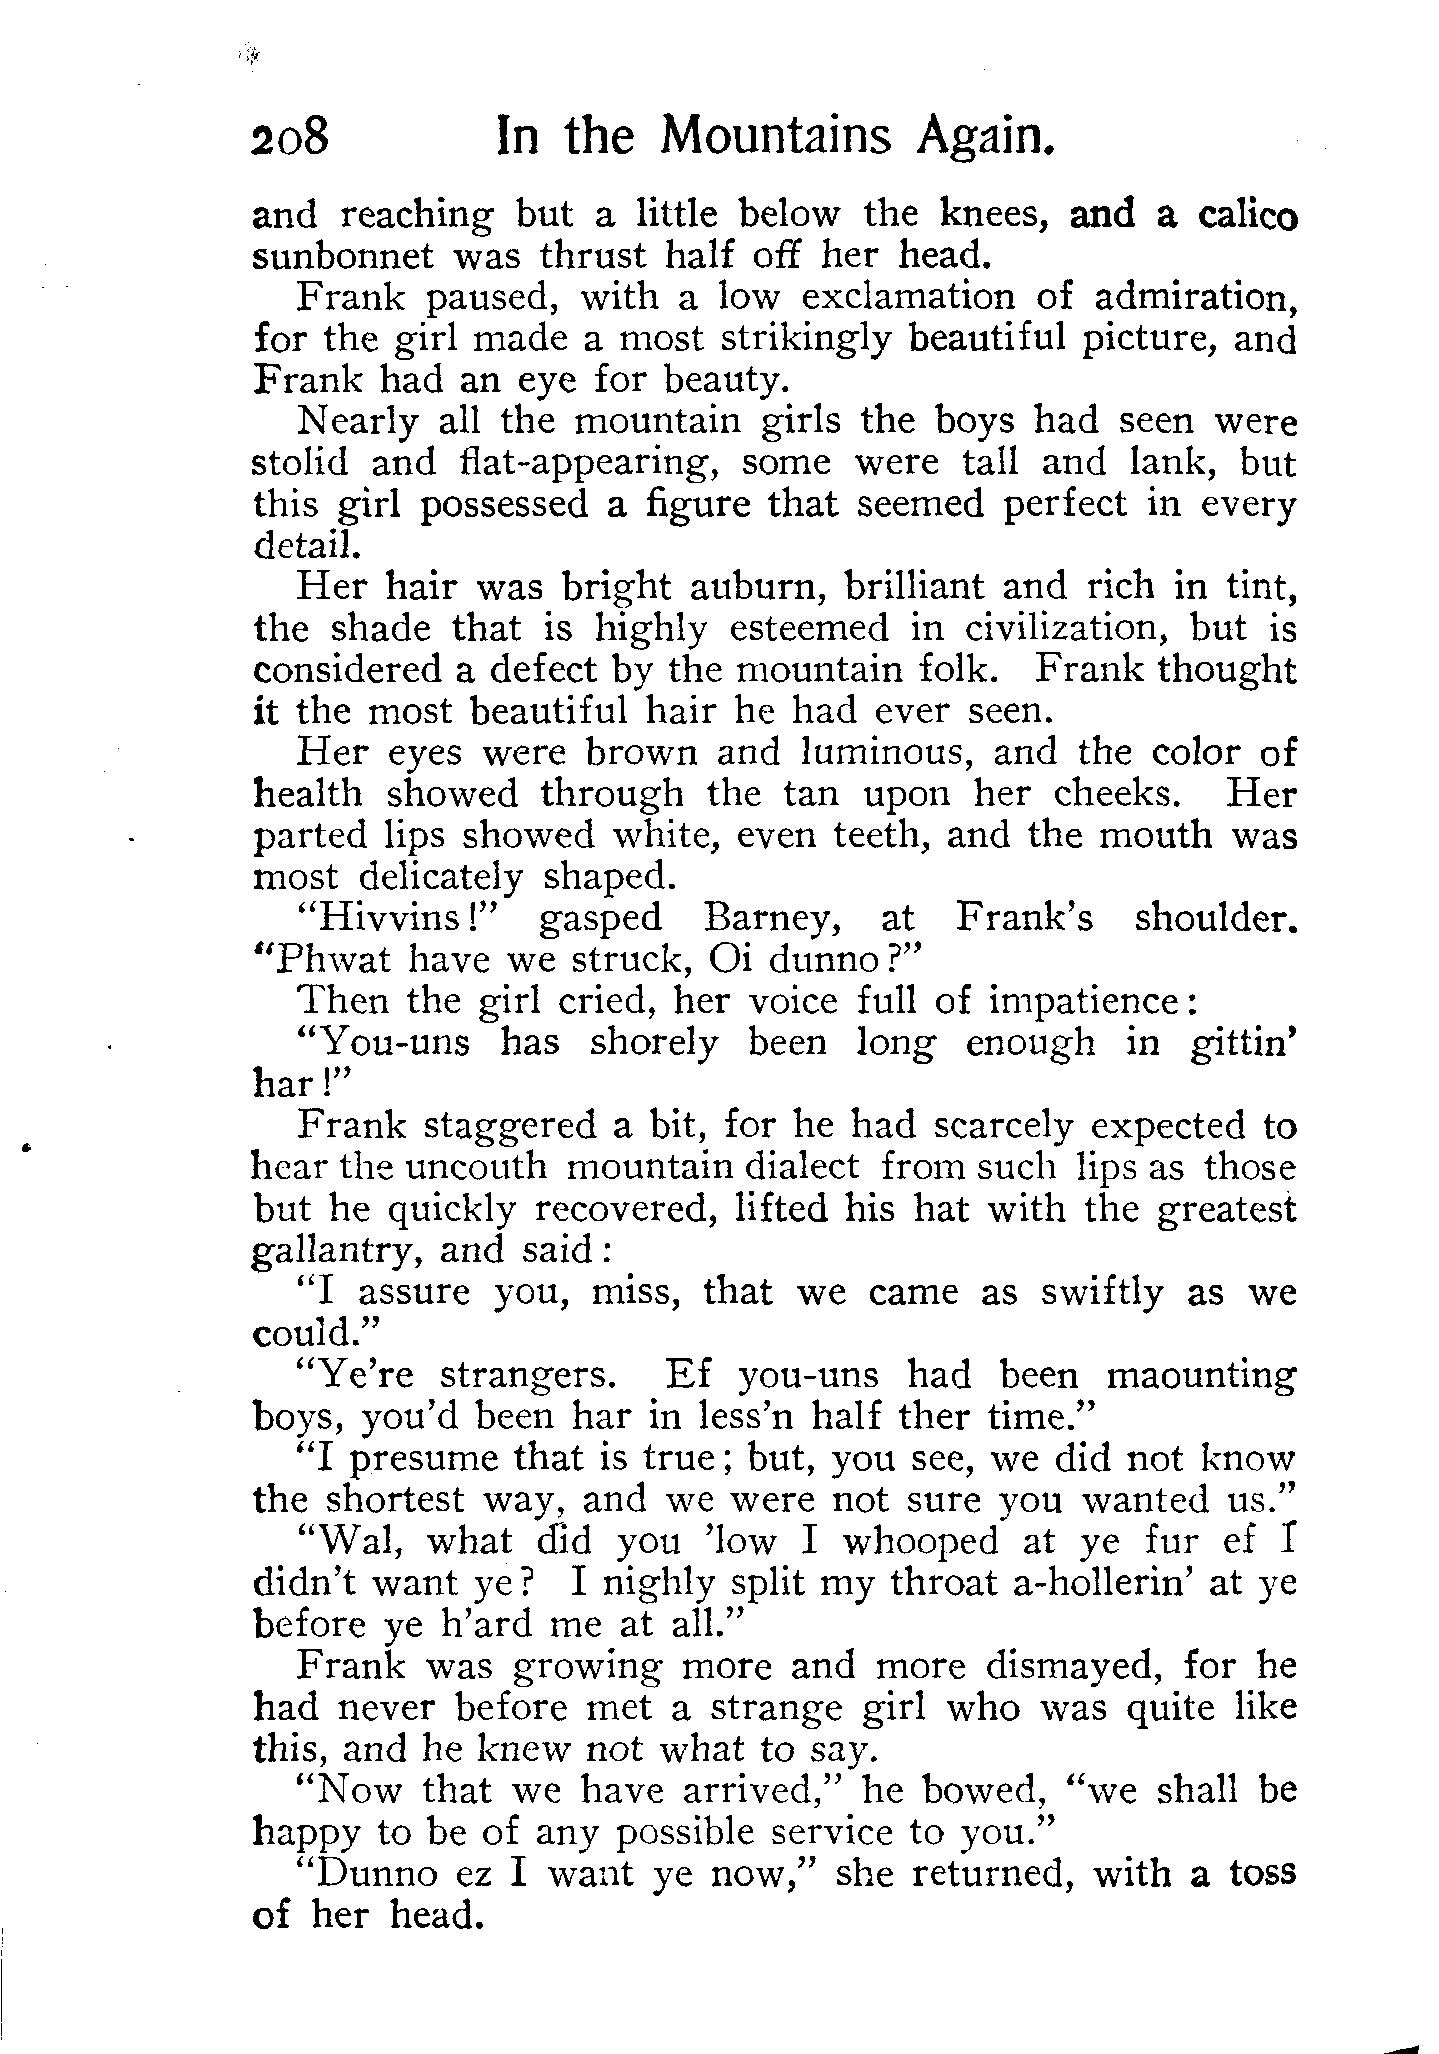 208 In the Mountains Again.
and reaching but a little below the knees, and a calico
sunbonnet was thrust half off her head.
Frank paused, with a low exclamation of admiration,
for the girl made a most strikingly beautiful picture, and
Frank had an eye for beauty.
Nearly all the mountain girls the boys had seen were
stolid and flat-appearing, some were tall and lank, but
this girl possessed a figure that seemed perfect in every
detail.
Her hair was bright auburn, brilliant and rich in tint,
the shade that is highly esteemed in civilization, but is
considered a defect by the mountain folk. Frank thought
it the most beautiful hair he had ever seen.
Her eyes were brown and luminous, and the color of
health showed through the tan upon her cheeks. Her
parted lips showed white, even teeth, and the mouth was
most delicately shaped.
“Hivvins!” gasped Barney, at Frank’s shoulder.
“Phwat have we struck, Oi dunno?”
Then the girl cried, her voice full of impatience:
“You-uns has shorely been long enough in gittin’
har!”
Frank staggered a bit, for he had scarcely expected to
hear the uncouth mountain dialect from such lips as those
but he quickly recovered, lifted his hat with the greatest
gallantry, and said:
“I assure you, miss, that we came as swiftly as we
could.”
“Ye’re strangers. Ef you-uns had been maounting
boys, you’d been har in less’n half ther time.”
“I presume that is true; but, you see, we did not know
the shortest way, and we were not sure you wanted us.”
“Wal, what did you ’low I whooped at ye fur ef I
didn’t want ye? I nighly split my throat a-hollerin’ at ye
before ye h’ard me at all.”
Frank was growing more and more dismayed, for he
had never before met a strange girl who was quite like
this, and he knew not what to say.
“Now that we have arrived,” he bowed, “we shall be
happy to be of any possible service to you.”
“Dunno ez I want ye now,” she returned, with a toss
of her head.